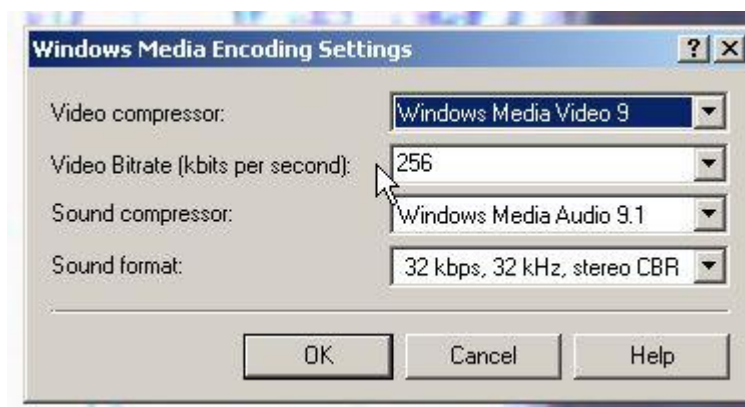 Windows Media Encoding Settings
Video compressor: Windows Media Video 9
Video Bitrate (kbits per second): 256
Sound compressor: Windows Media Audio 9.1
Sound format: 32 kbps, 32 kHz, stereo CBR
OK Cancel Help